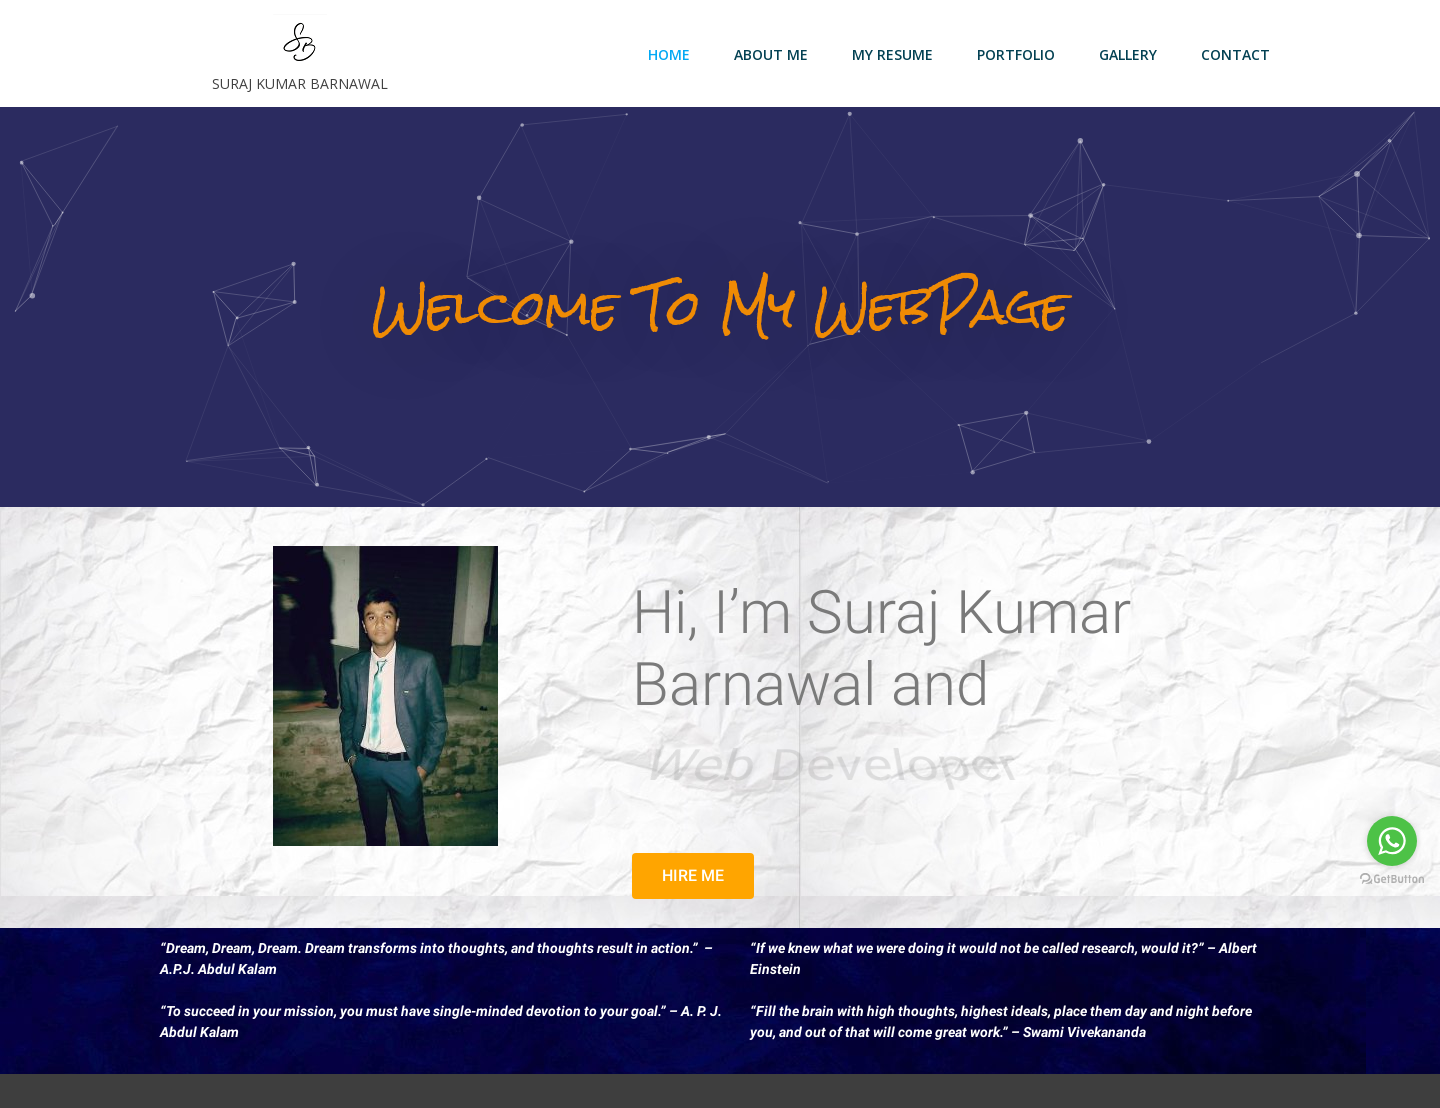 SB
SURAJ KUMAR BARNAWAL
HOME
ABOUT ME
MY RESUME
PORTFOLIO
GALLERY
CONTACT
Welcome To My WebPage
Hi, I’m Suraj Kumar
Barnawal and
Web Developer
HIRE ME
GetButton
“Dream, Dream, Dream. Dream transforms into thoughts, and thoughts result in action.” –
A.P.J. Abdul Kalam
“To succeed in your mission, you must have single-minded devotion to your goal.” – A. P. J.
Abdul Kalam
“If we knew what we were doing it would not be called research, would it?” – Albert
Einstein
“Fill the brain with high thoughts, highest ideals, place them day and night before
you, and out of that will come great work.” – Swami Vivekananda